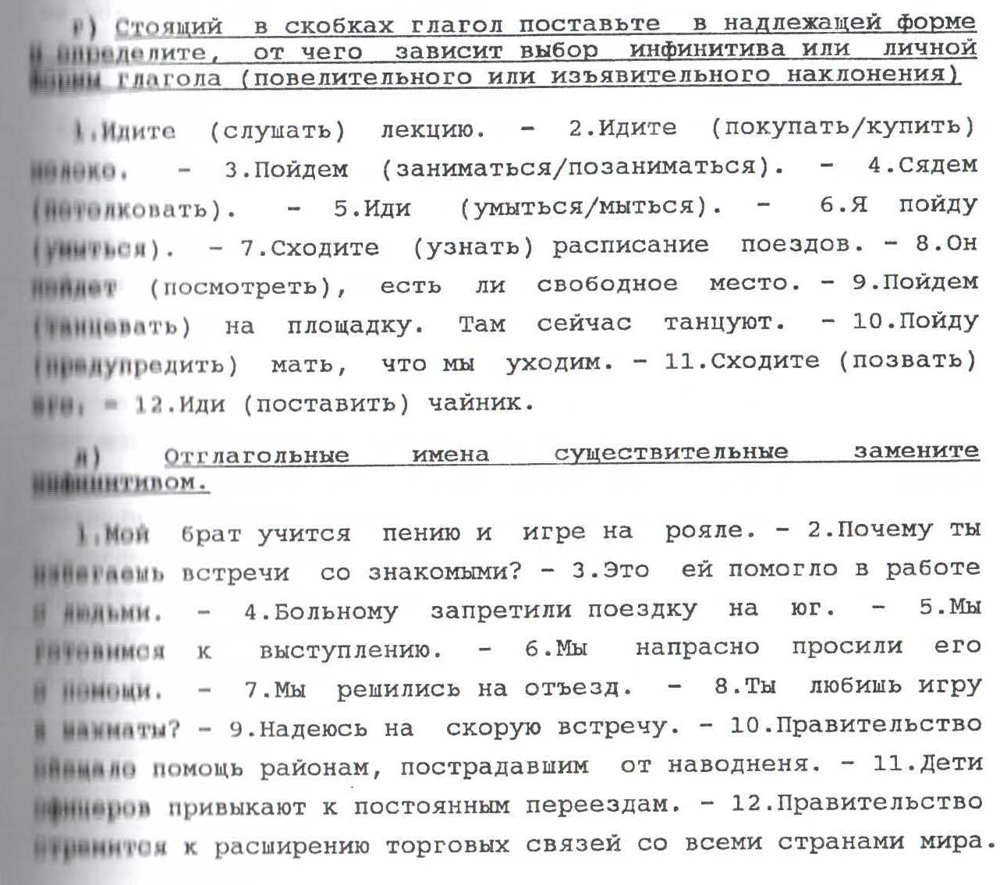 г) Стоящий в скобках глагол поставьте в надлежащей форме
и определите, от чего зависит выбор инфинитива или личной
формы глагола (повелительного или изъявительного наклонения)
1.Идите (слушать) лекцию. - 2.Идите (покупать/купить)
молоко. - 3.Пойдем (заниматься/позаниматься). - 4.Сядем
(потолковать). - 5.Иди (умыться/мыться). - 6.Я пойду
(умыться). - 7.Сходите (узнать) расписание поездов. - 8.Он
пойдет (посмотреть), есть ли свободное место. - 9.Пойдем
(танцевать) на площадку. Там сейчас танцуют. - 10.Пойду
(предупредить) мать, что мы уходим. - 11.Сходите (позвать)
его. - 12.Иди (поставить) чайник.
д) Отглагольные имена существительные замените
инфинитивом.
1.Мой брат учится пению и игре на рояле. - 2.Почему ты
избегаешь встречи со знакомыми? - 3.Это ей помогло в работе
с людьми. - 4.Больному запретили поездку на юг. - 5.Мы
готовимся к выступлению. - 6.Мы напрасно просили его
о помощи. - 7.Мы решились на отъезд. - 8.Ты любишь игру
в шахматы? - 9.Надеюсь на скорую встречу. - 10.Правительство
обещало помощь районам, пострадавшим от наводненя. - 11.Дети
офицеров привыкают к постоянным переездам. - 12.Правительство
стремится к расширению торговых связей со всеми странами мира.